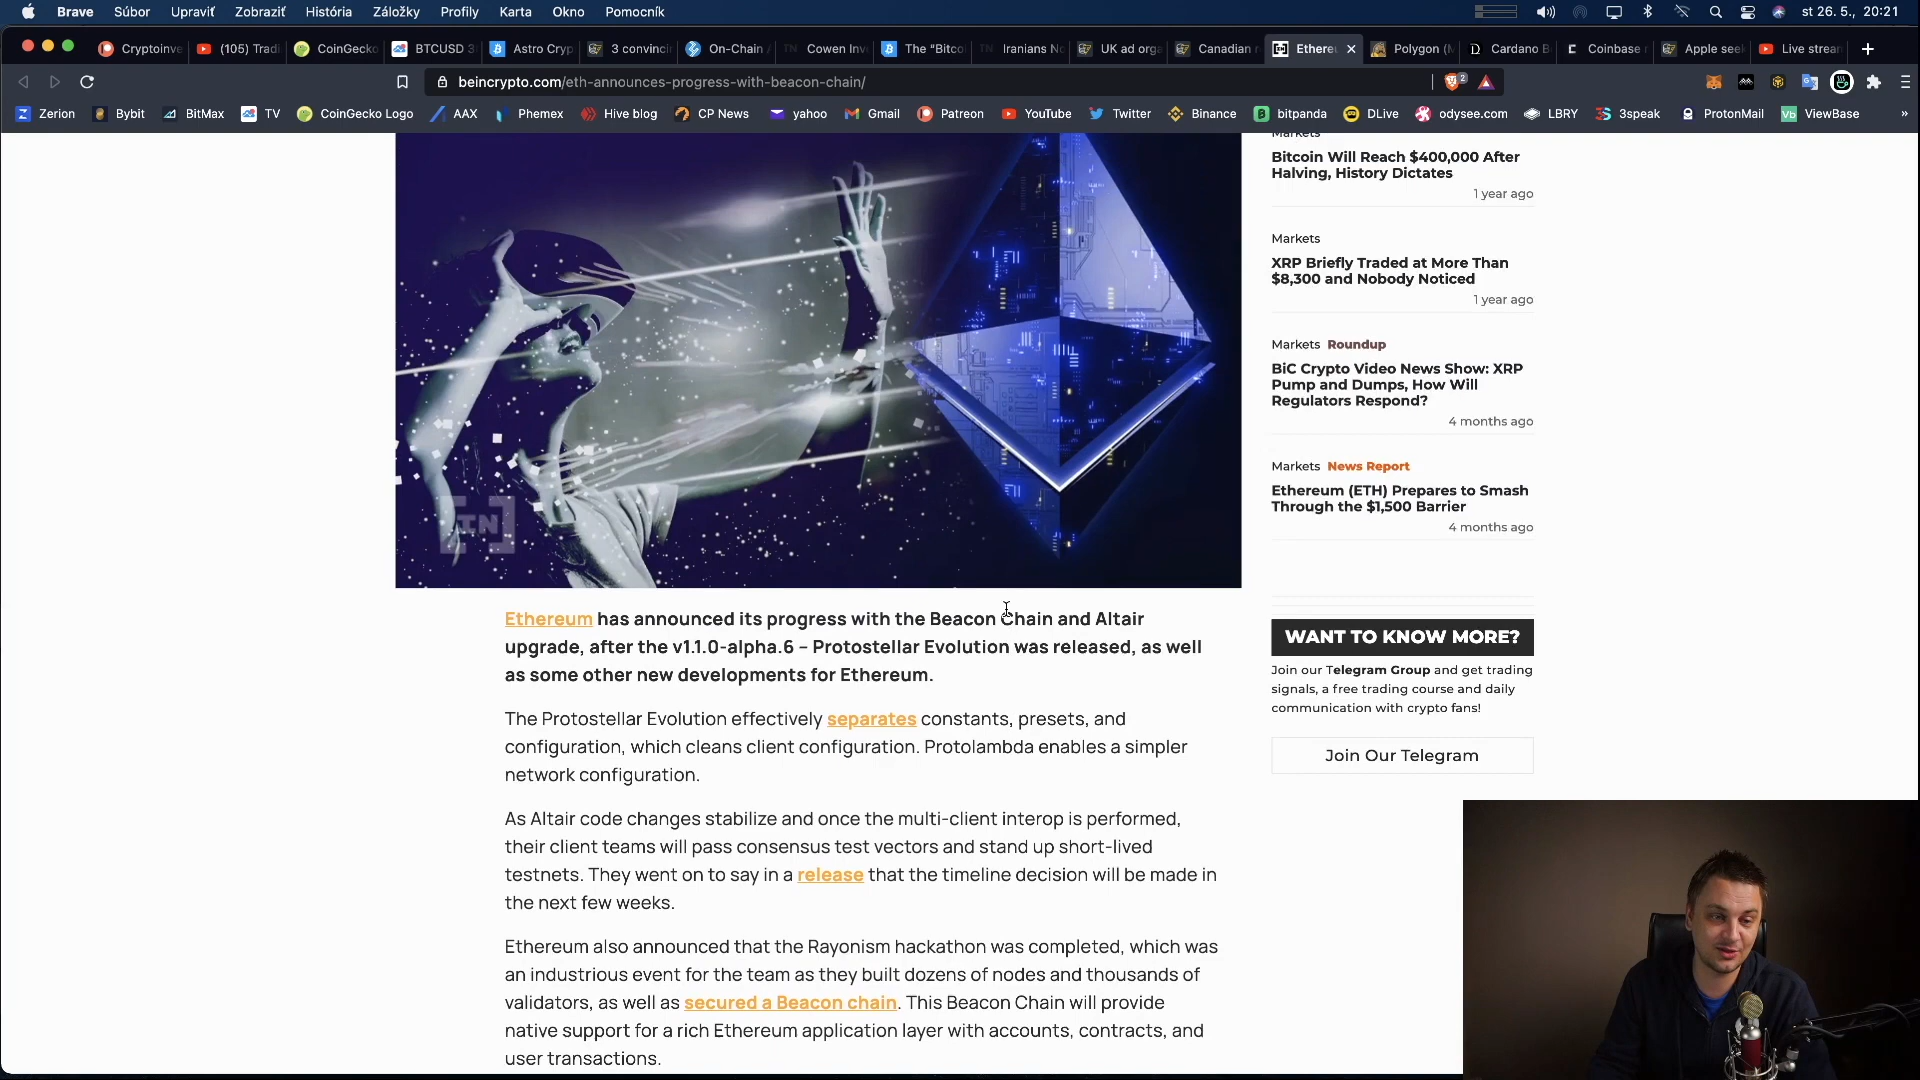 Brave Súbor Upraviť Zobraziť História Záložky Profily Karta Okno Pomocník st 26. 5., 20:21
Cryptoinve (105) Tradi CoinGecko BTCUSD 3 Astro Cryp 3 convincin On-Chain A Cowen Inv The “Bitco Iranians No UK ad orga Canadian r Ethereu Polygon (M Cardano B Coinbase r Apple seek Live strean
beincrypto.com/eth-announces-progress-with-beacon-chain/ 2
Zerion Bybit BitMax TV CoinGecko Logo AAX Phemex Hive blog CP News yahoo Gmail Patreon YouTube Twitter Binance bitpanda DLive odysee.com LBRY 3speak ProtonMail ViewBase »
Markets
Bitcoin Will Reach $400,000 After
Halving, History Dictates
1 year ago
Markets
XRP Briefly Traded at More Than
$8,300 and Nobody Noticed
1 year ago
Markets Roundup
BiC Crypto Video News Show: XRP
Pump and Dumps, How Will
Regulators Respond?
4 months ago
Markets News Report
Ethereum (ETH) Prepares to Smash
Through the $1,500 Barrier
4 months ago
WANT TO KNOW MORE?
Join our Telegram Group and get trading
signals, a free trading course and daily
communication with crypto fans!
Join Our Telegram
IN
Ethereum has announced its progress with the Beacon Chain and Altair
upgrade, after the v1.1.0-alpha.6 – Protostellar Evolution was released, as well
as some other new developments for Ethereum.
The Protostellar Evolution effectively separates constants, presets, and
configuration, which cleans client configuration. Protolambda enables a simpler
network configuration.
As Altair code changes stabilize and once the multi-client interop is performed,
their client teams will pass consensus test vectors and stand up short-lived
testnets. They went on to say in a release that the timeline decision will be made in
the next few weeks.
Ethereum also announced that the Rayonism hackathon was completed, which was
an industrious event for the team as they built dozens of nodes and thousands of
validators, as well as secured a Beacon chain. This Beacon Chain will provide
native support for a rich Ethereum application layer with accounts, contracts, and
user transactions.